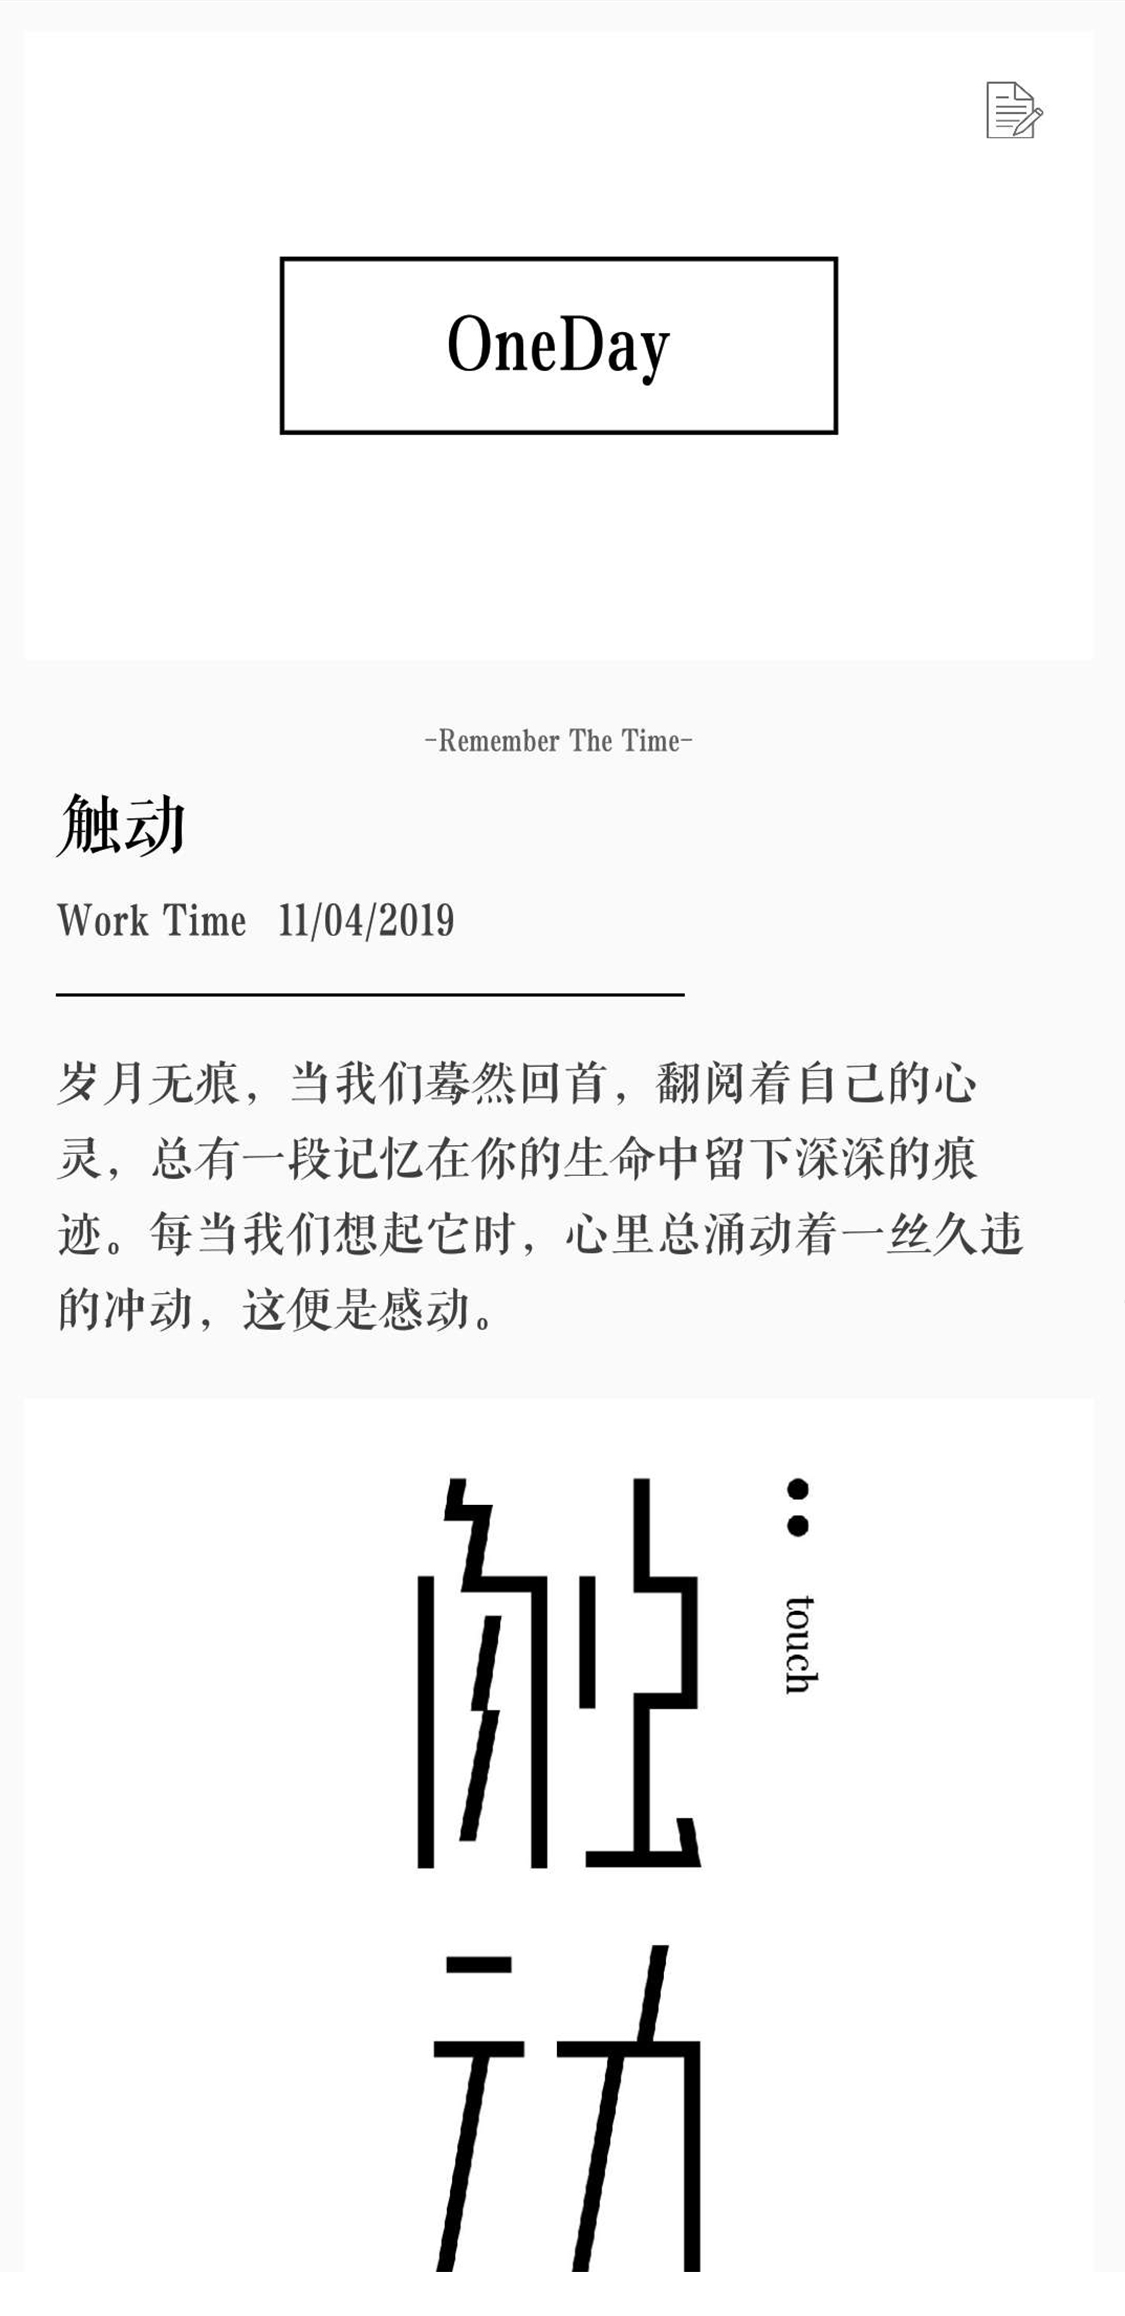 OneDay
-Remember The Time-
触动
Work Time 11/04/2019
岁月无痕，当我们蓦然回首，翻阅着自己的心
灵，总有一段记忆在你的生命中留下深深的痕
迹。每当我们想起它时，心里总涌动着一丝久违
的冲动，这便是感动。
触动
: touch